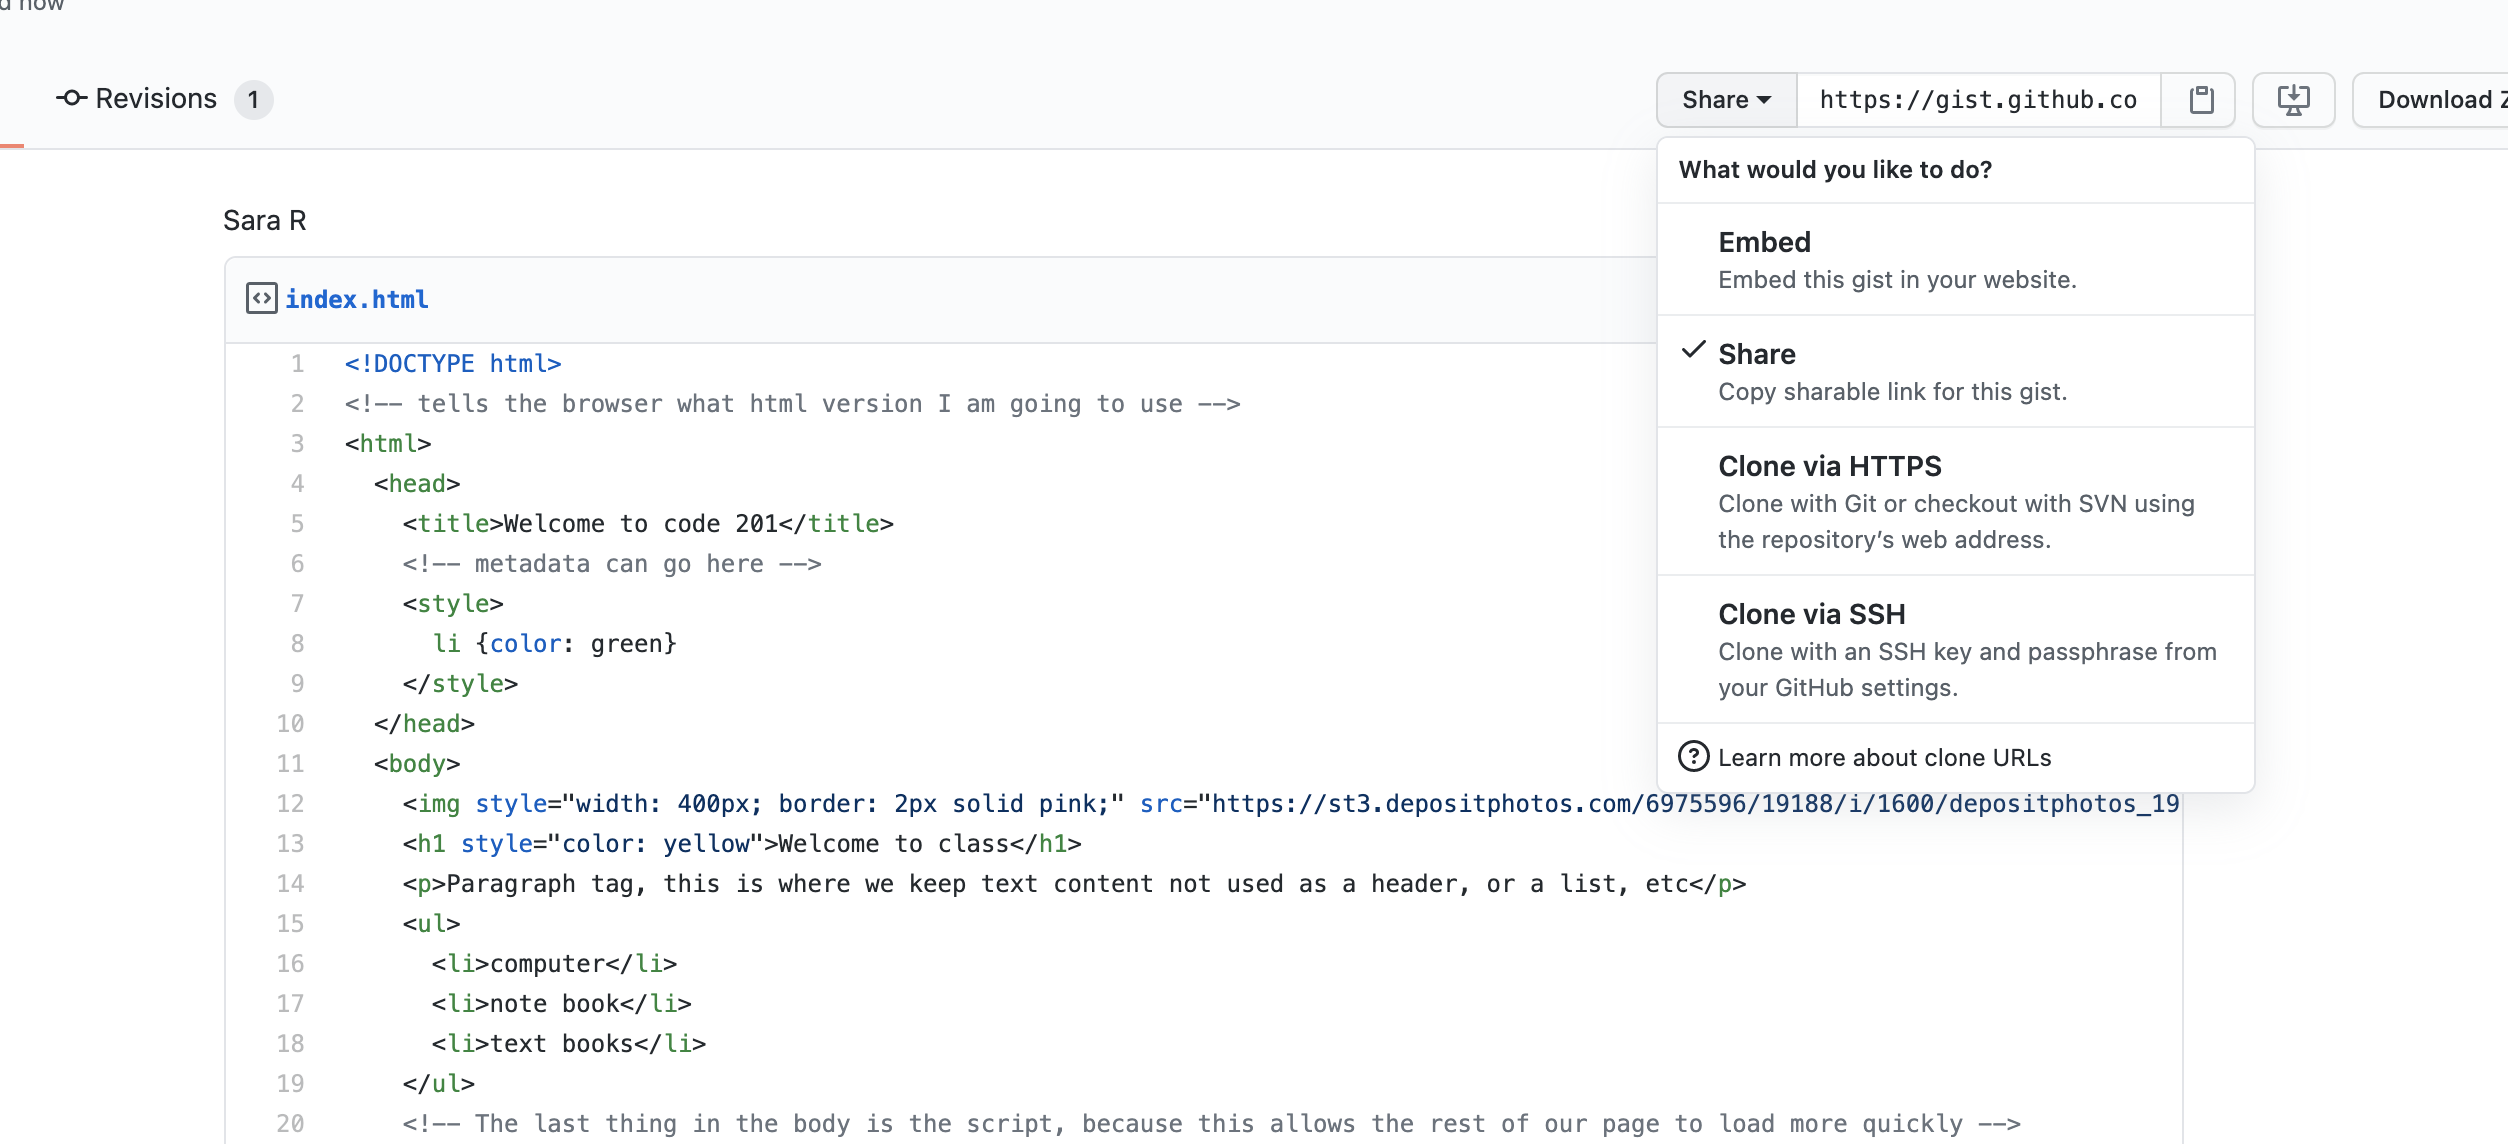 d now
Revisions 1
Share https://gist.github.co Download Z
What would you like to do?
Embed
Embed this gist in your website.
Share
Copy sharable link for this gist.
Clone via HTTPS
Clone with Git or checkout with SVN using
the repository's web address.
Clone via SSH
Clone with an SSH key and passphrase from
your GitHub settings.
Learn more about clone URLs
Sara R
index.html
1 <!DOCTYPE html>
2 <!-- tells the browser what html version I am going to use -->
3 <html>
4 <head>
5 <title>Welcome to code 201</title>
6 <!-- metadata can go here -->
7 <style>
8 li {color: green}
9 </style>
10 </head>
11 <body>
12 <img style="width: 400px; border: 2px solid pink;" src="https://st3.depositphotos.com/6975596/19188/i/1600/depositphotos_19
13 <h1 style="color: yellow">Welcome to class</h1>
14 <p>Paragraph tag, this is where we keep text content not used as a header, or a list, etc</p>
15 <ul>
16 <li>computer</li>
17 <li>note book</li>
18 <li>text books</li>
19 </ul>
20 <!-- The last thing in the body is the script, because this allows the rest of our page to load more quickly -->